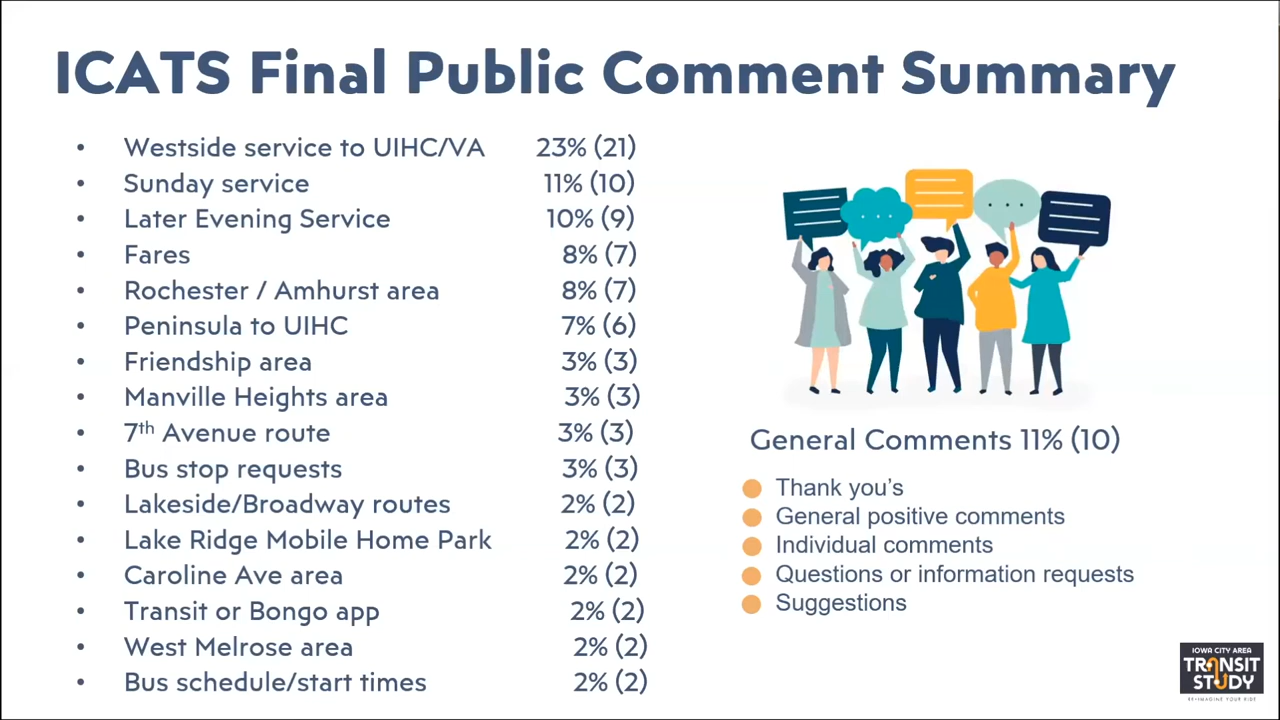 ICATS Final Public Comment Summary
• Westside service to UIHC/VA 23% (21)
• Sunday service 11% (10)
• Later Evening Service 10% (9)
• Fares 8% (7)
• Rochester / Amhurst area 8% (7)
• Peninsula to UIHC 7% (6)
• Friendship area 3% (3)
• Manville Heights area 3% (3)
• 7th Avenue route 3% (3)
• Bus stop requests 3% (3)
• Lakeside/Broadway routes 2% (2)
• Lake Ridge Mobile Home Park 2% (2)
• Caroline Ave area 2% (2)
• Transit or Bongo app 2% (2)
• West Melrose area 2% (2)
• Bus schedule/start times 2% (2)
General Comments 11% (10)
Thank you's
General positive comments
Individual comments
Questions or information requests
Suggestions
IOWA CITY AREA
TRANSIT
STUDY
RE-IMAGINE YOUR RIDE